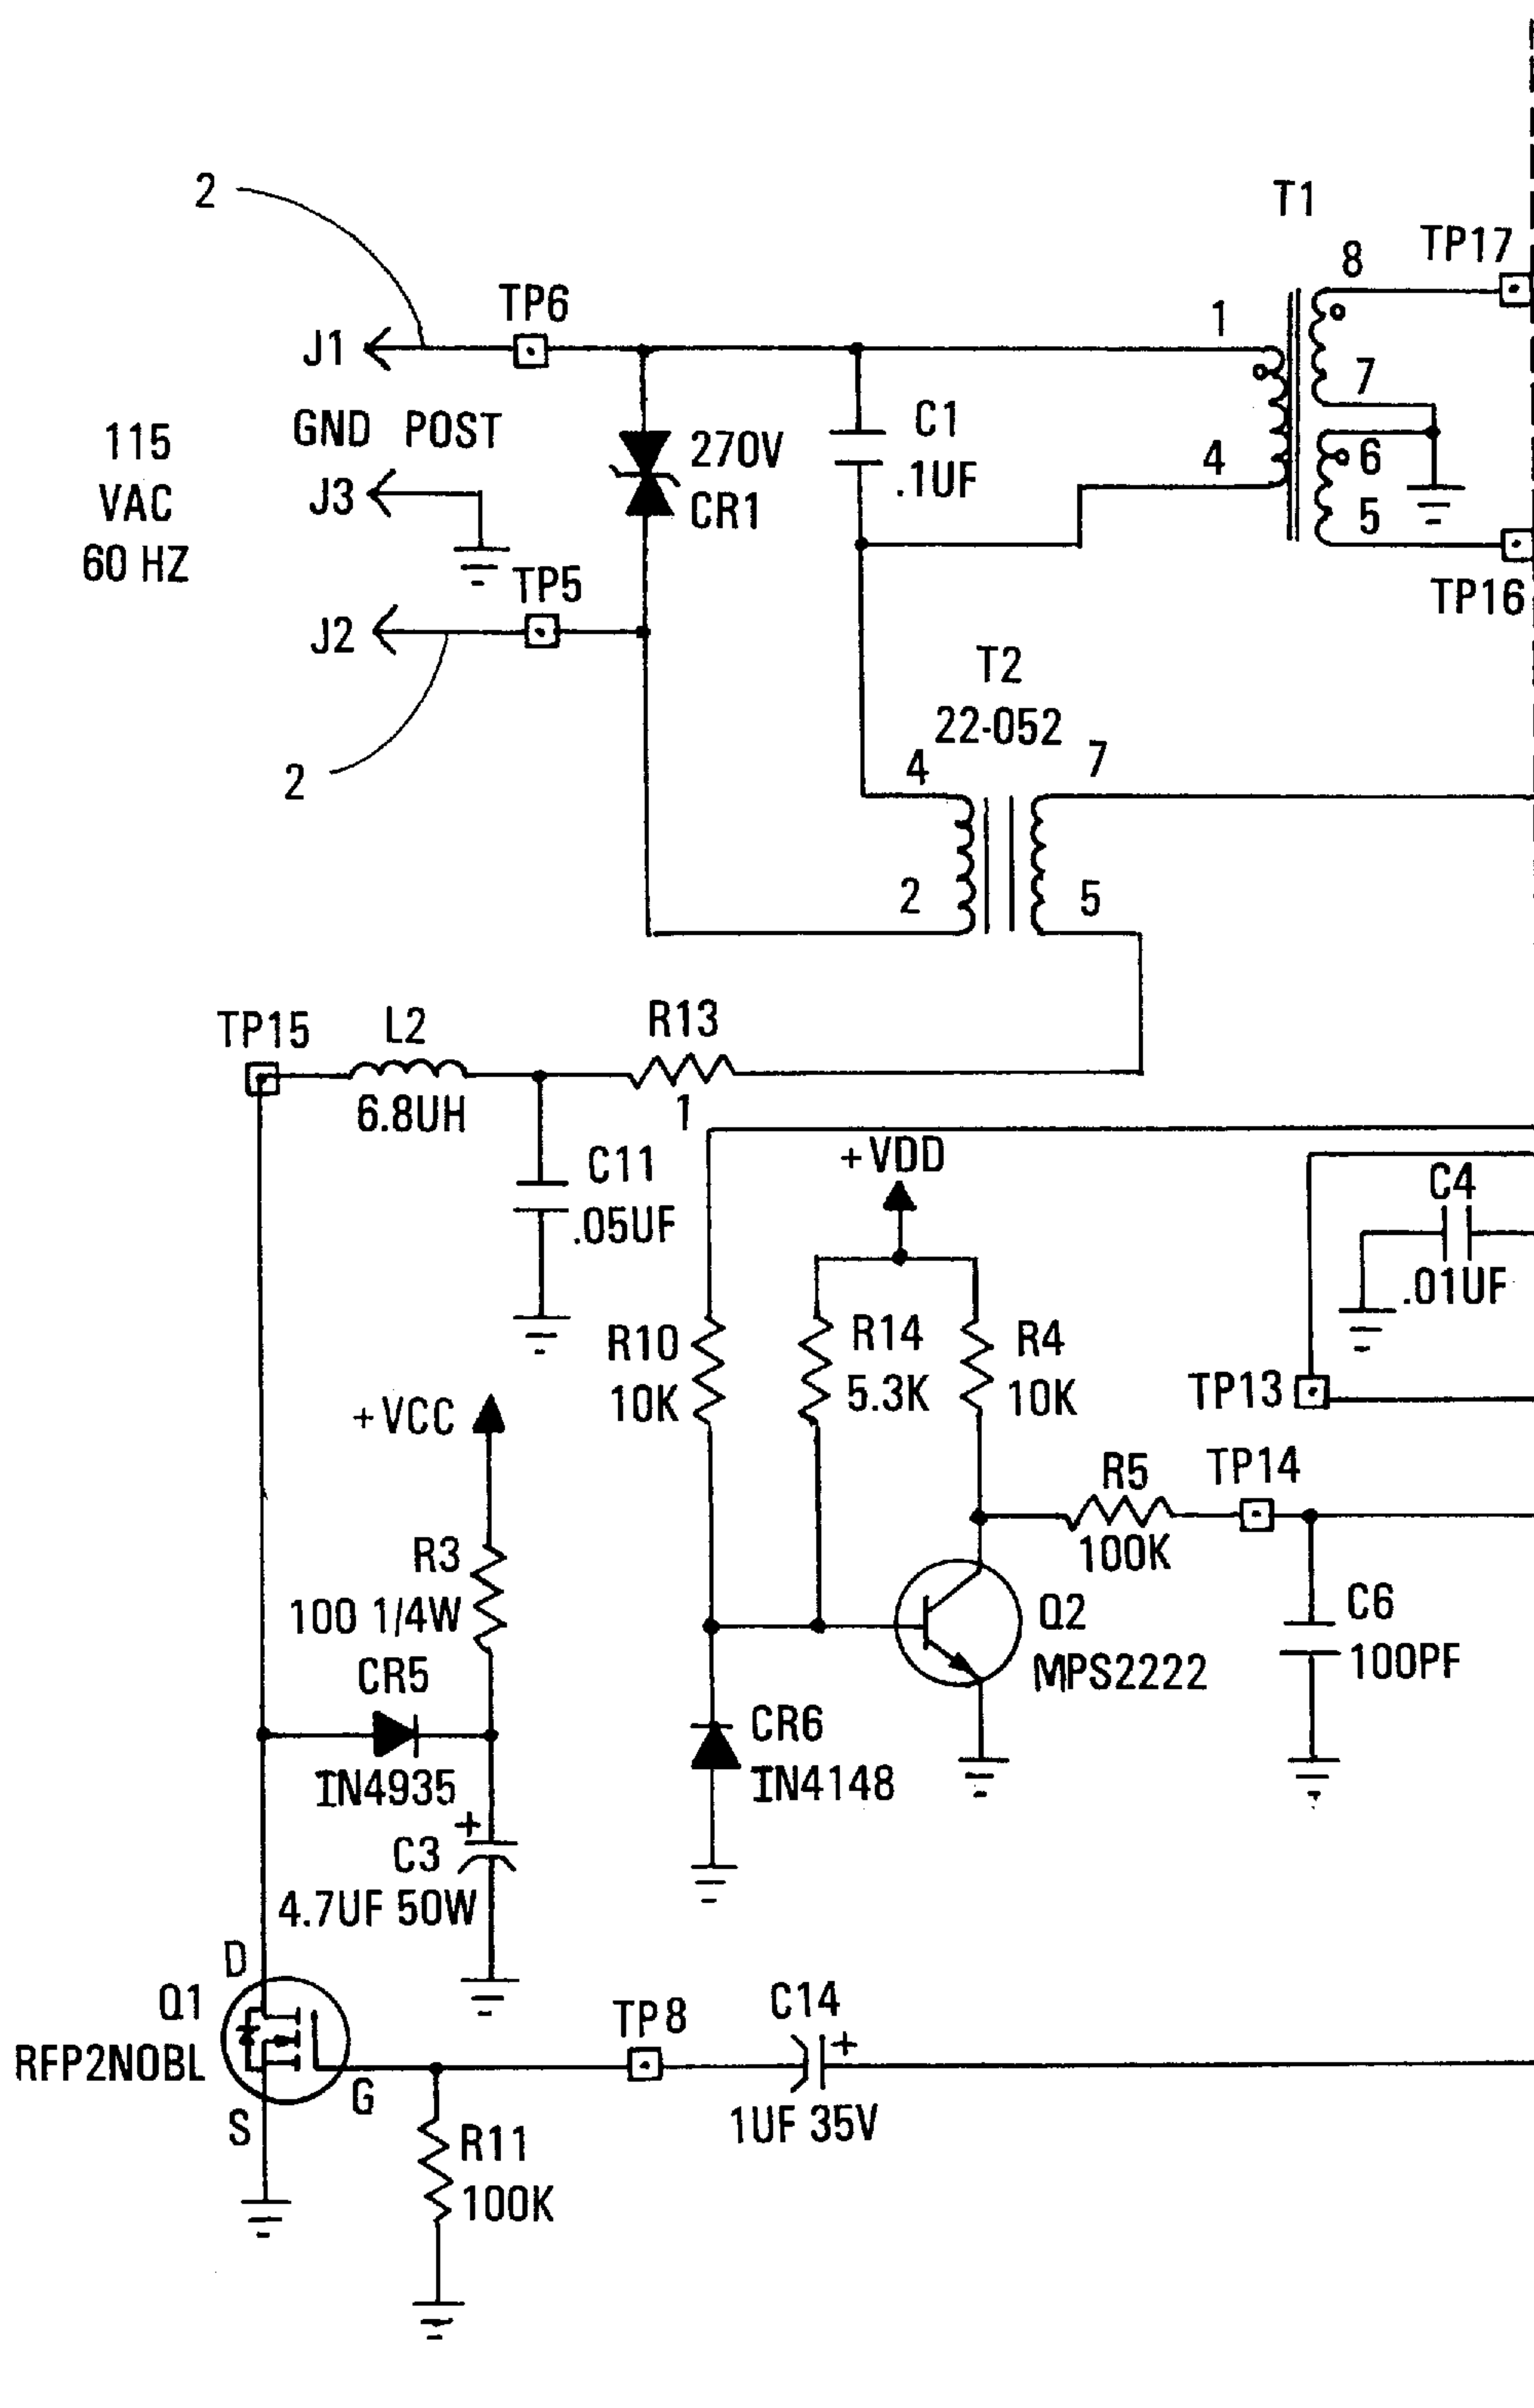 T1
2
8
TP17
TP6
1
J1
7
GND POST
C1
.1UF
115
VAC
60 HZ
270V
CR1
4
6
J3
5
TP5
TP16
J2
T2
22-052
2
4
7
2
5
TP15
L2
6.8UH
R13
1
C11
.05UF
+VDD
C4
.01UF
R10
10K
R14
5.3K
R4
10K
TP13
+VCC
R5
100K
TP14
R3
100 1/4W
Q2
MPS2222
C6
100PF
CR5
IN4935
CR6
IN4148
+
C3
4.7UF 50W
D
Q1
RFP2N0BL
G
S
TP8
C14
+
1UF 35V
R11
100K